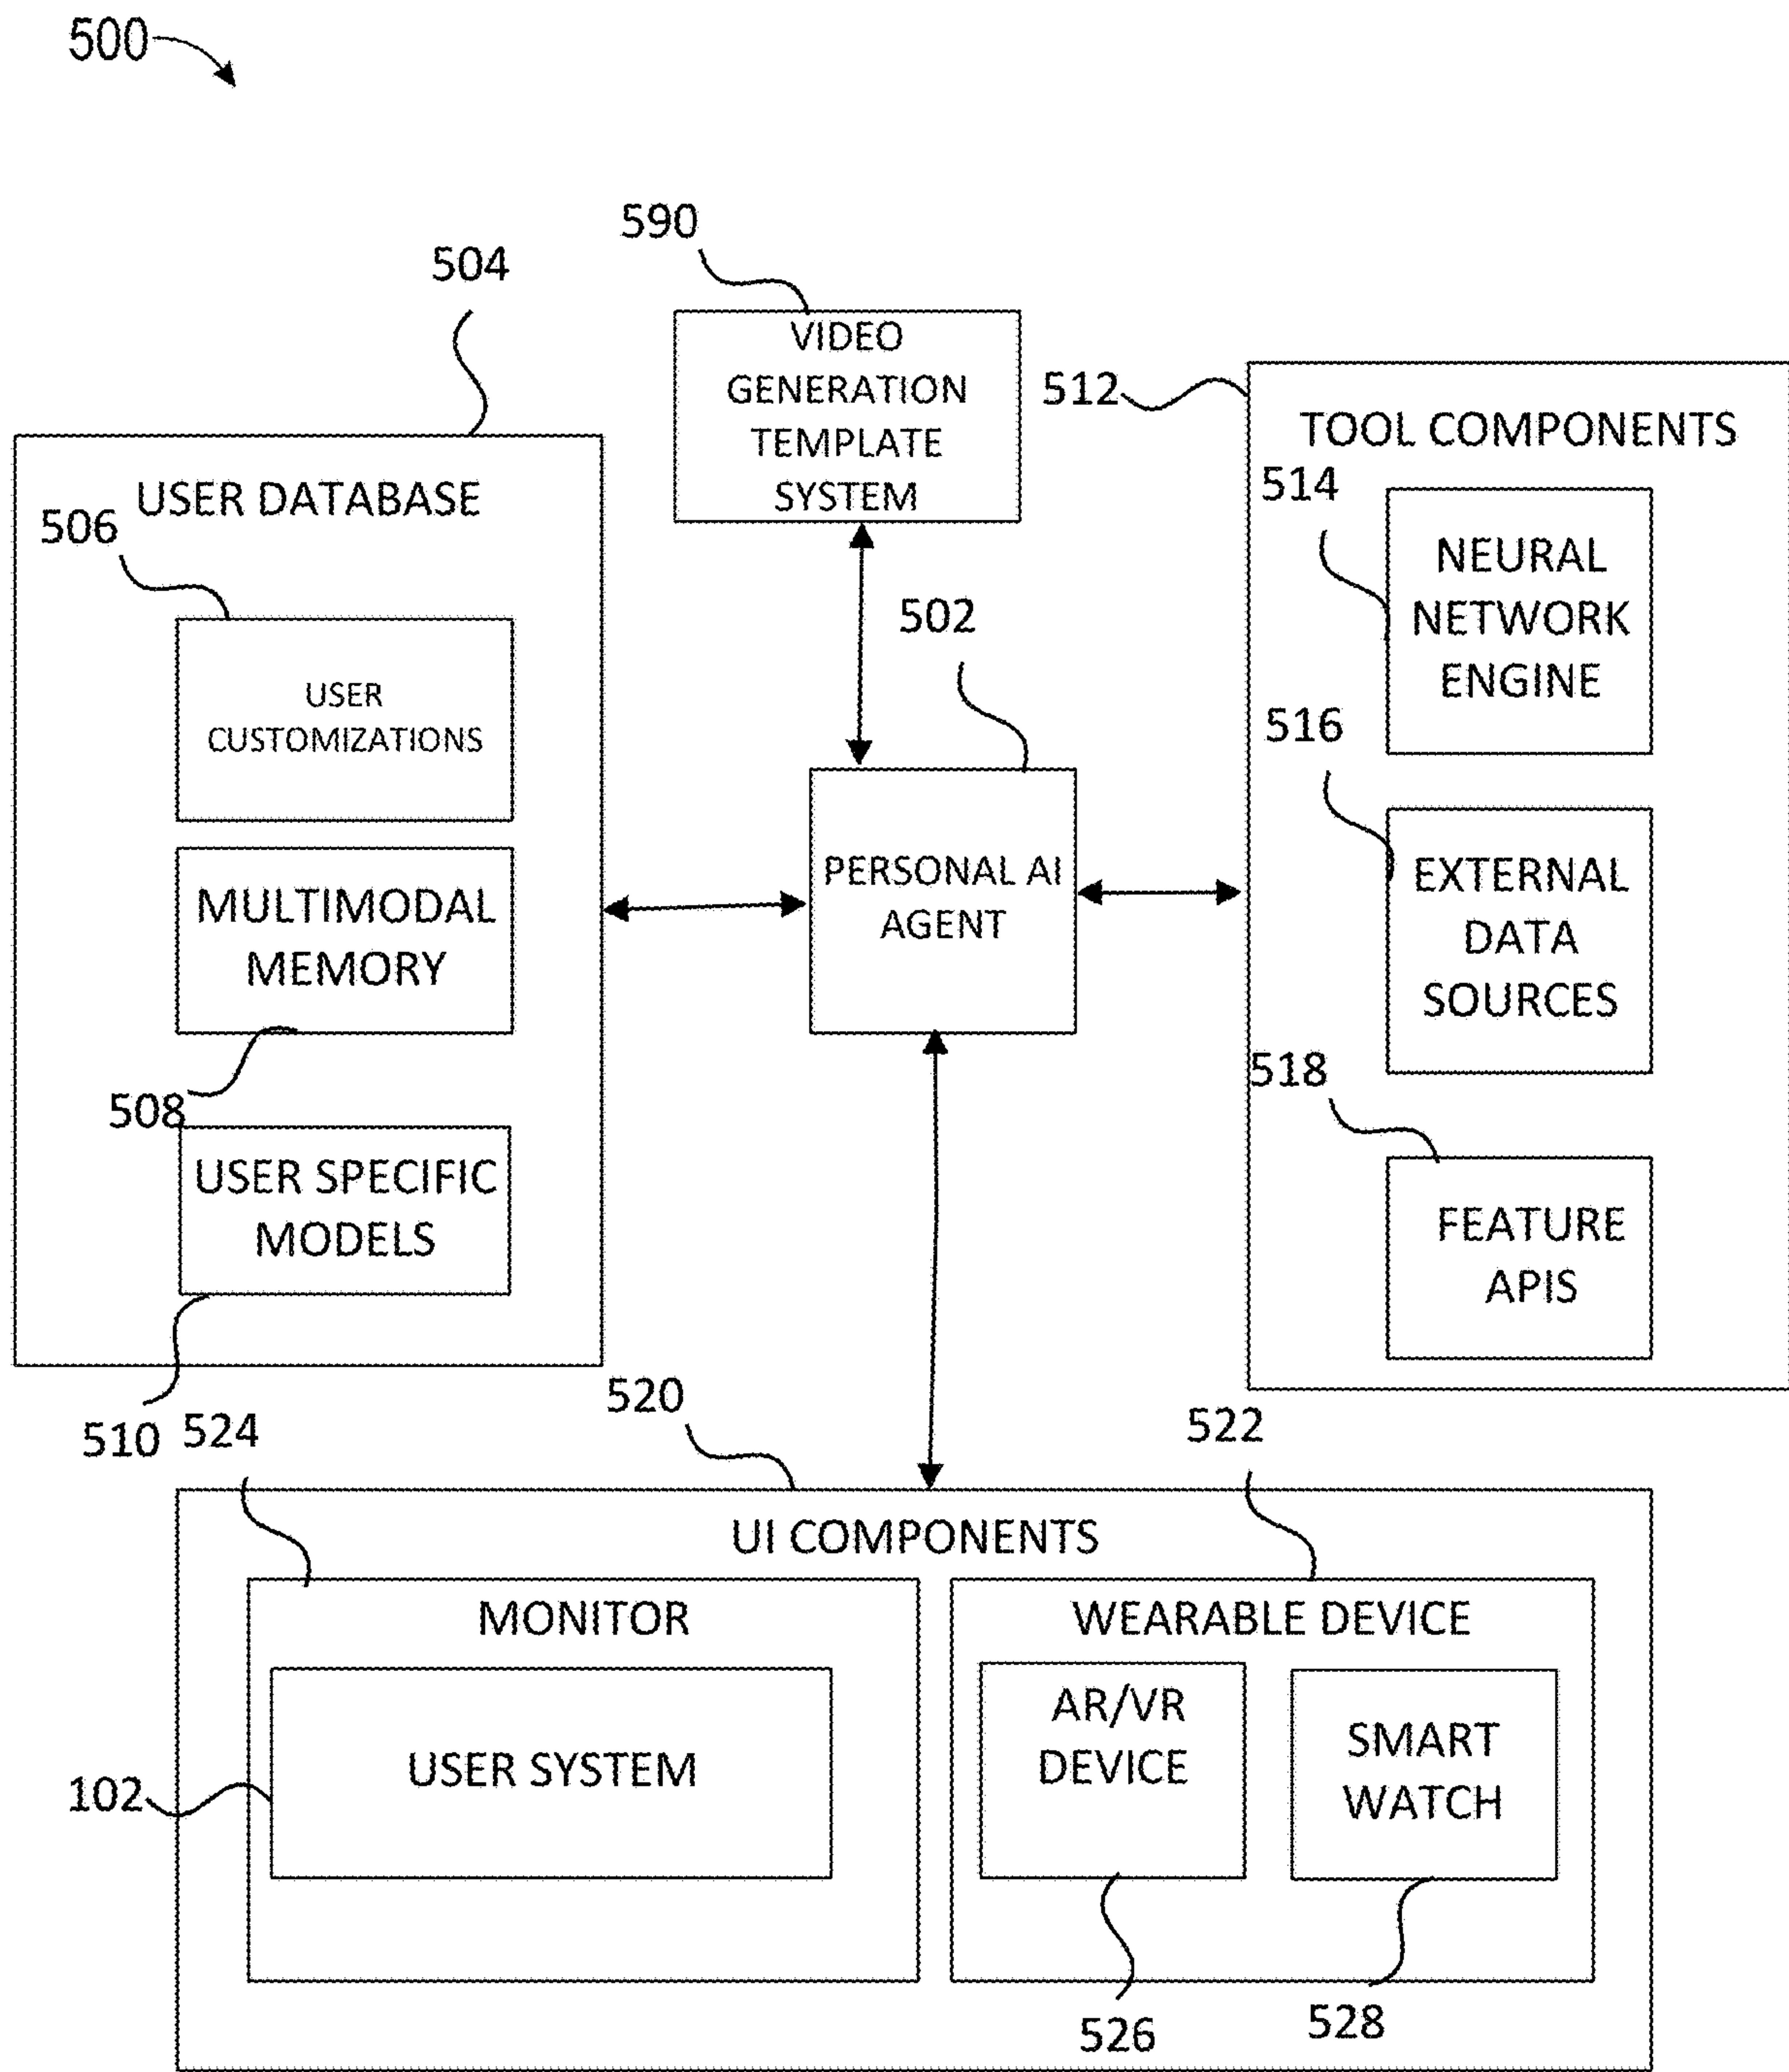 500
590
504
VIDEO
GENERATION
TEMPLATE
SYSTEM
512
TOOL COMPONENTS
USER DATABASE
514
506
NEURAL
NETWORK
ENGINE
502
USER
CUSTOMIZATIONS
516
MULTIMODAL
MEMORY
PERSONAL AI
AGENT
EXTERNAL
DATA
SOURCES
508
518
USER SPECIFIC
MODELS
FEATURE
APIS
510
524
520
522
UI COMPONENTS
MONITOR
WEARABLE DEVICE
USER SYSTEM
AR/VR
DEVICE
SMART
WATCH
102
526
528